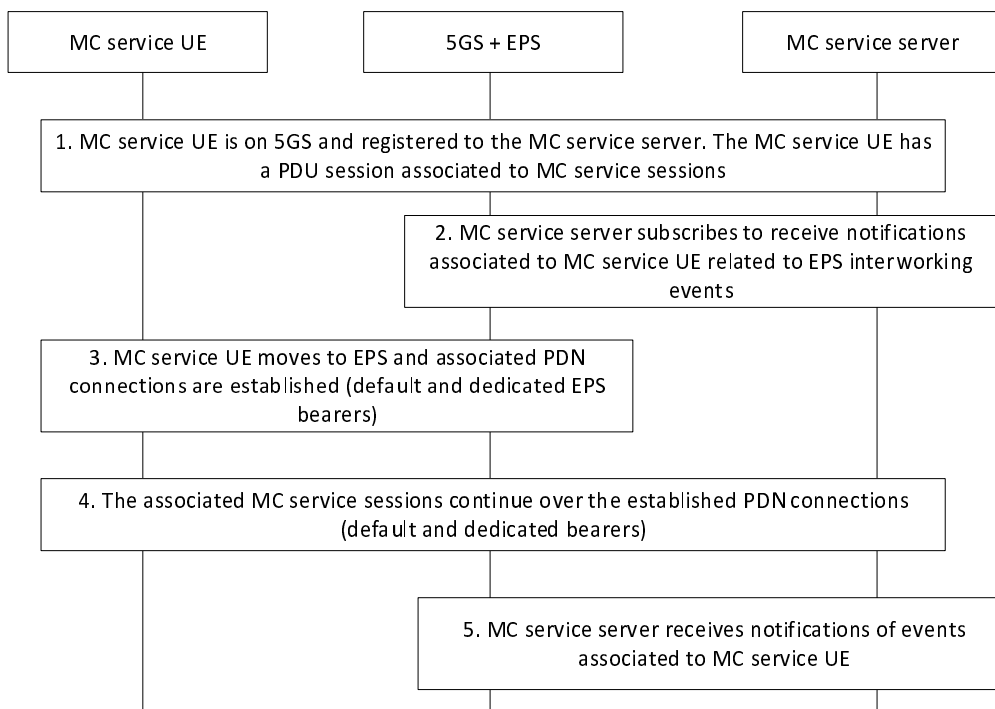 MC service UE
5GS + EPS
MC service server
1. MC service UE is on 5GS and registered to the MC service server. The MC service UE has
a PDU session associated to MC service sessions
2. MC service server subscribes to receive notifications
associated to MC service UE related to EPS interworking
events
3. MC service UE moves to EPS and associated PDN
connections are established (default and dedicated EPS
bearers)
4. The associated MC service sessions continue over the established PDN connections
(default and dedicated bearers)
5. MC service server receives notifications of events
associated to MC service UE